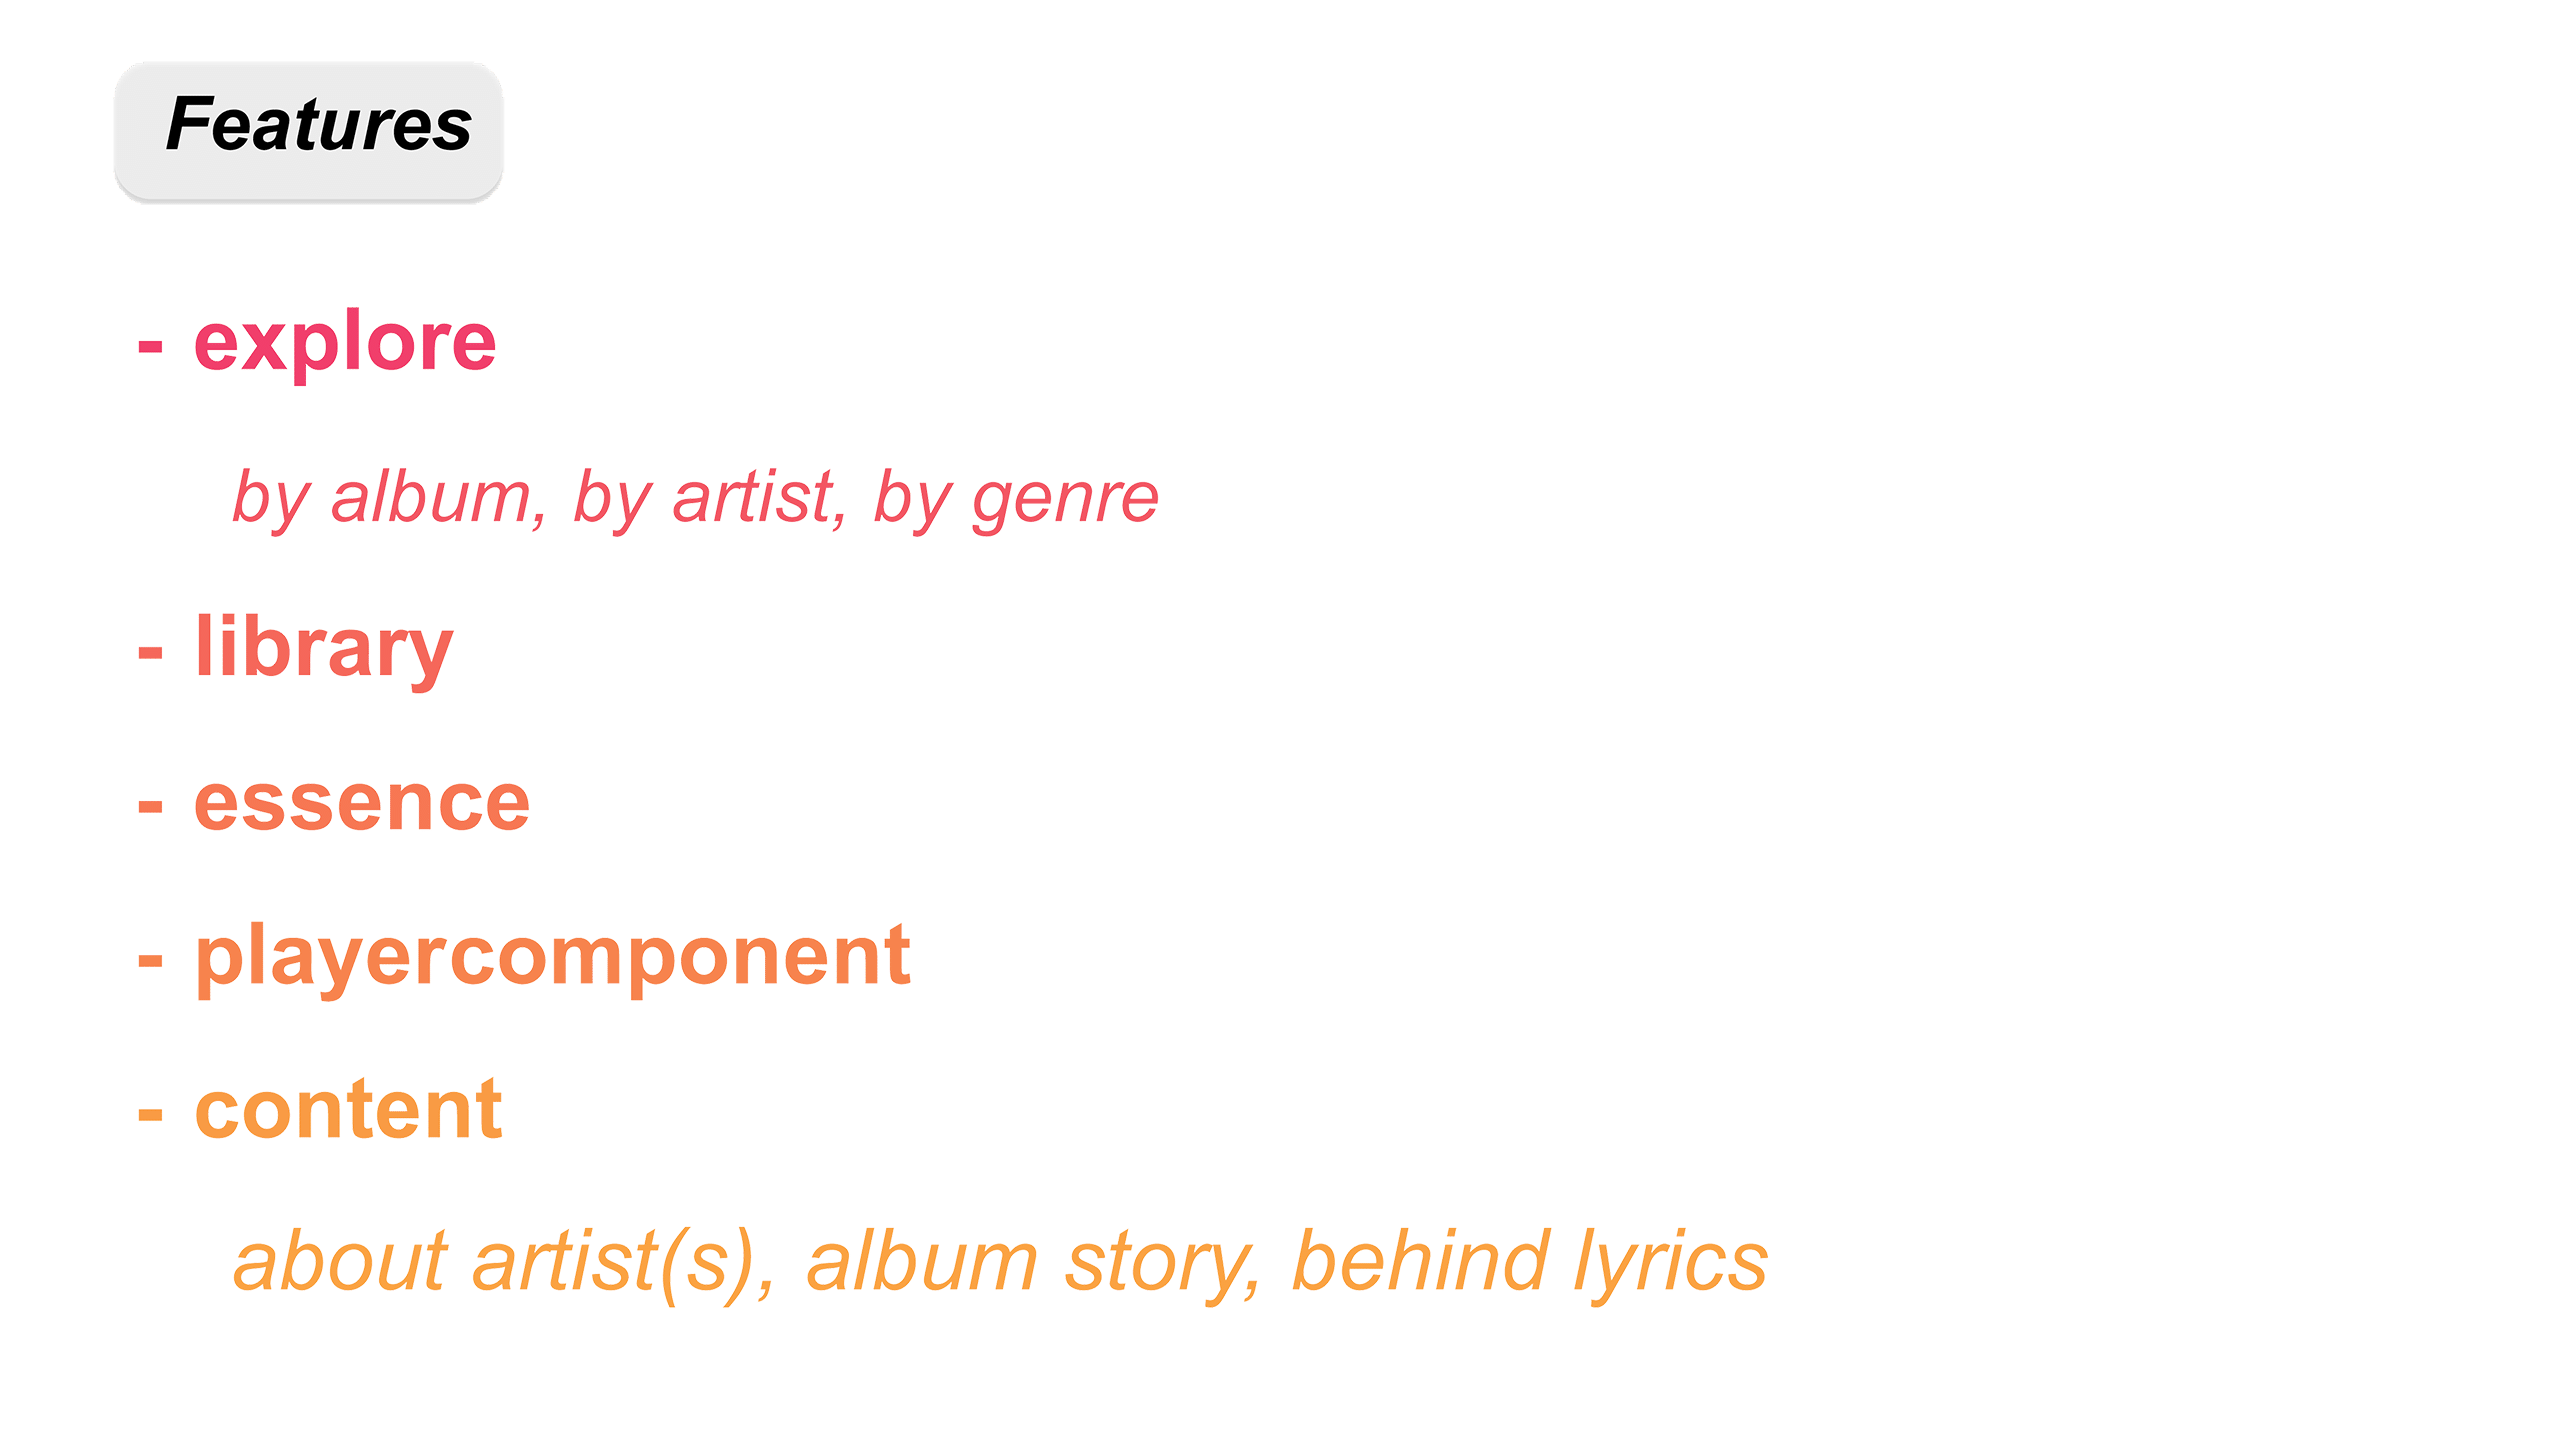 Features
- explore
by album, by artist, by genre
- library
- essence
- playercomponent
- content
about artist(s), album story, behind lyrics